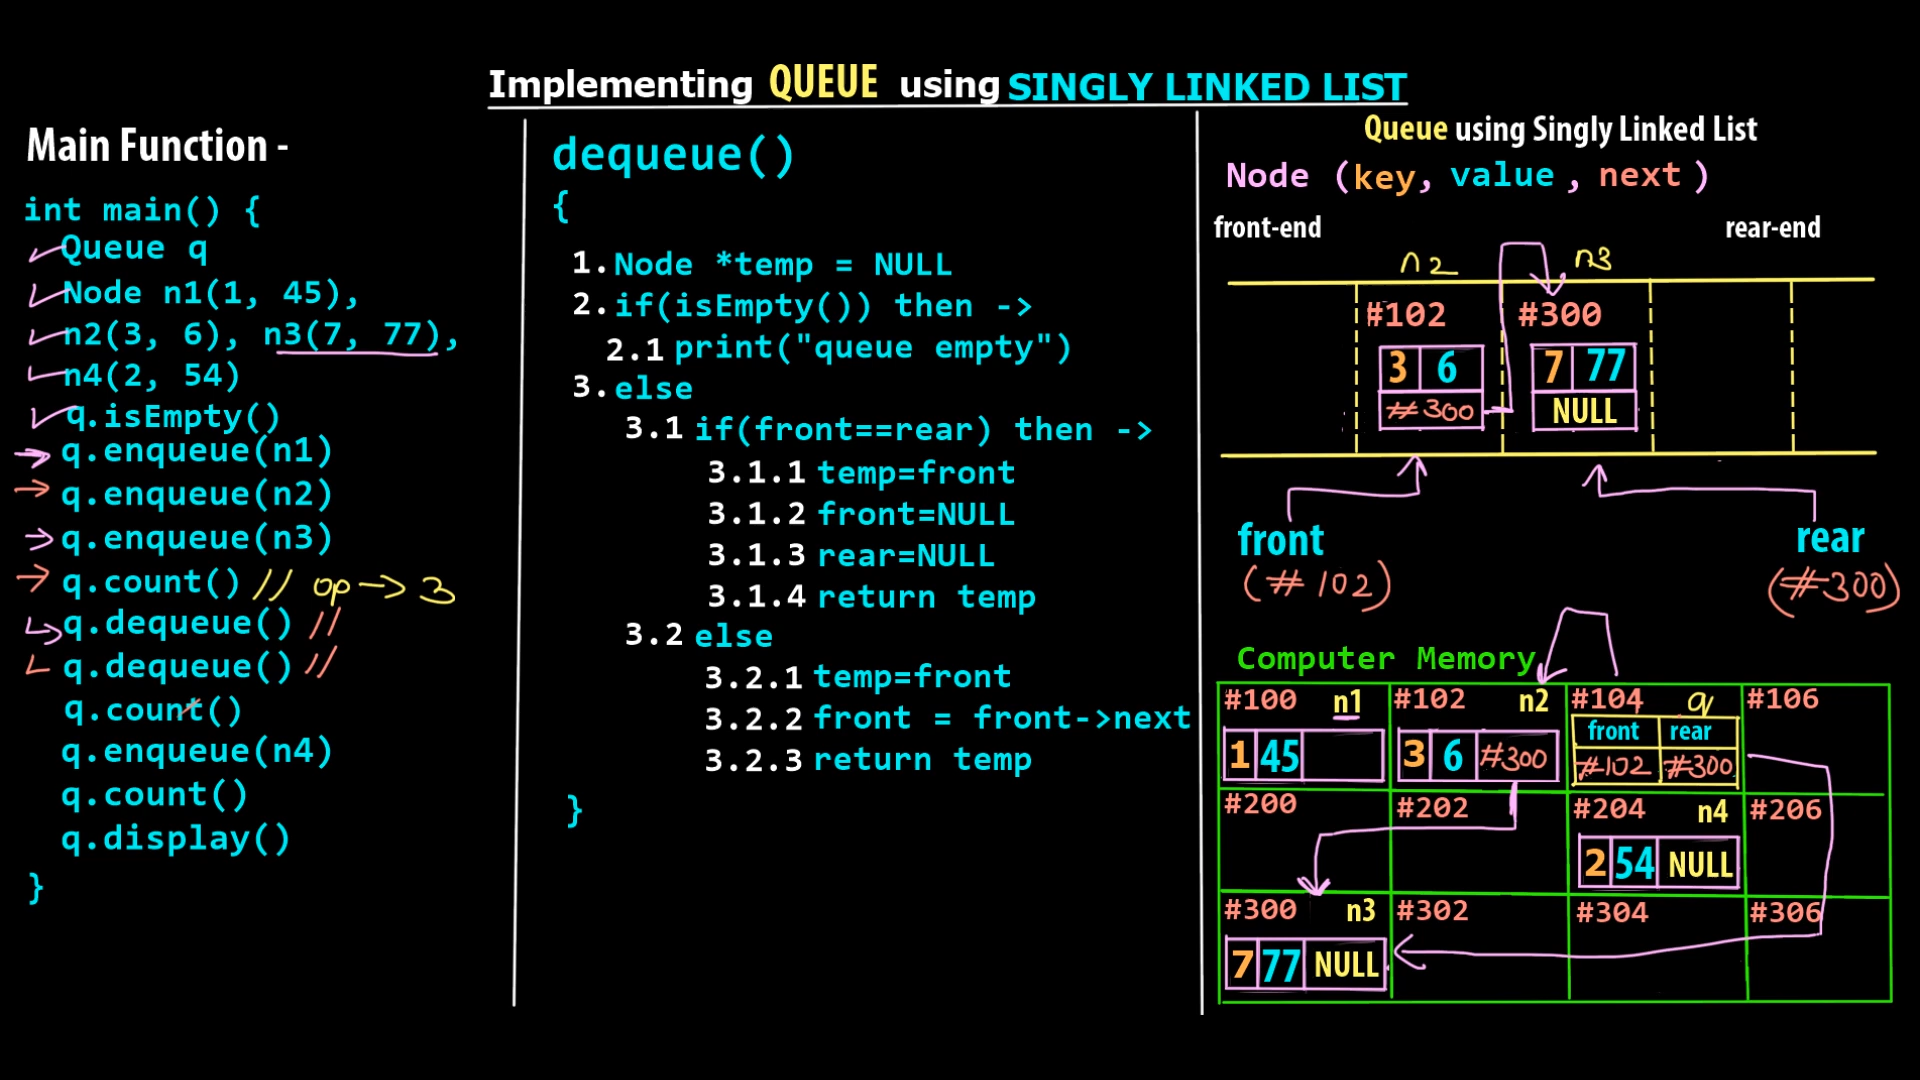 Implementing QUEUE using SINGLY LINKED LIST
Main Function -
int main() {
Queue q
Node n1(1, 45),
n2(3, 6), n3(7, 77),
n4(2, 54)
q.isEmpty()
q.enqueue(n1)
q.enqueue(n2)
q.enqueue(n3)
q.count() // op -> 3
q.dequeue() //
q.dequeue() //
q.count()
q.enqueue(n4)
q.count()
q.display()
}
dequeue()
{
1. Node *temp = NULL
2. if(isEmpty()) then ->
2.1 print("queue empty")
3. else
3.1 if(front==rear) then ->
3.1.1 temp=front
3.1.2 front=NULL
3.1.3 rear=NULL
3.1.4 return temp
3.2 else
3.2.1 temp=front
3.2.2 front = front->next
3.2.3 return temp
}
Queue using Singly Linked List
Node (key, value, next)
front-end rear-end
n2 n3
#102 #300
3 6 7 77
#300 NULL
front rear
(#102) (#300)
Computer Memory
#100 n1 #102 n2 #104 q #106
front rear
1 45 3 6 #300 #102 #300
#200 #202 #204 n4 #206
2 54 NULL
#300 n3 #302 #304 #306
7 77 NULL